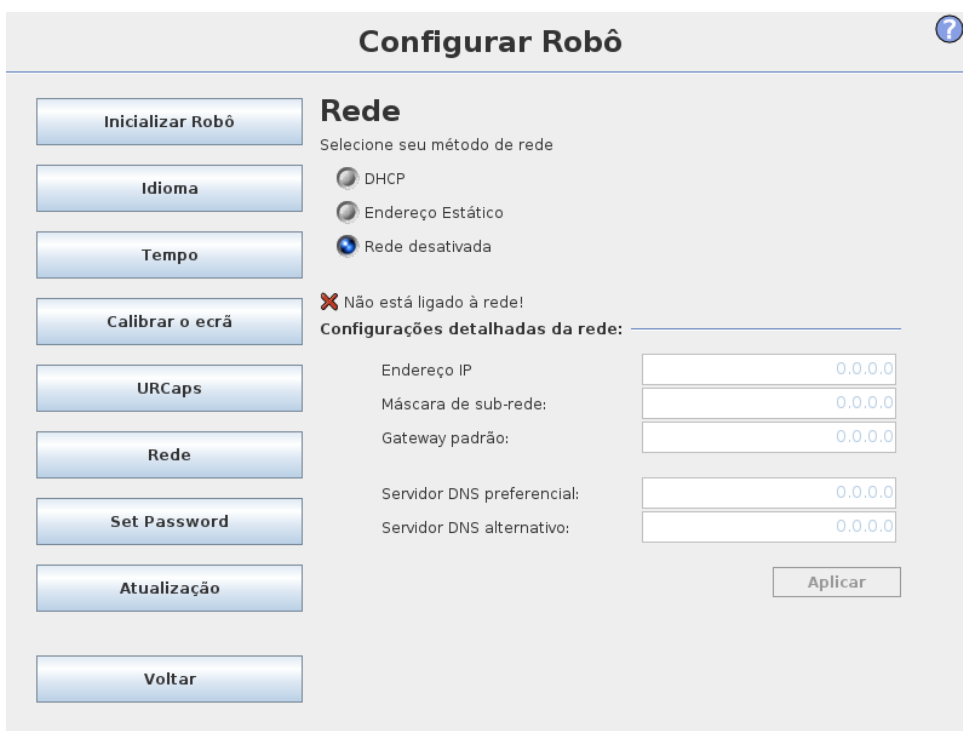 Configurar Robô
?
Inicializar Robô
Idioma
Tempo
Calibrar o ecrã
URCaps
Rede
Set Password
Atualização
Voltar
Rede
Selecione seu método de rede
DHCP
Endereço Estático
Rede desativada
Não está ligado à rede!
Configurações detalhadas da rede:
Endereço IP 0.0.0.0
Máscara de sub-rede: 0.0.0.0
Gateway padrão: 0.0.0.0
Servidor DNS preferencial: 0.0.0.0
Servidor DNS alternativo: 0.0.0.0
Aplicar